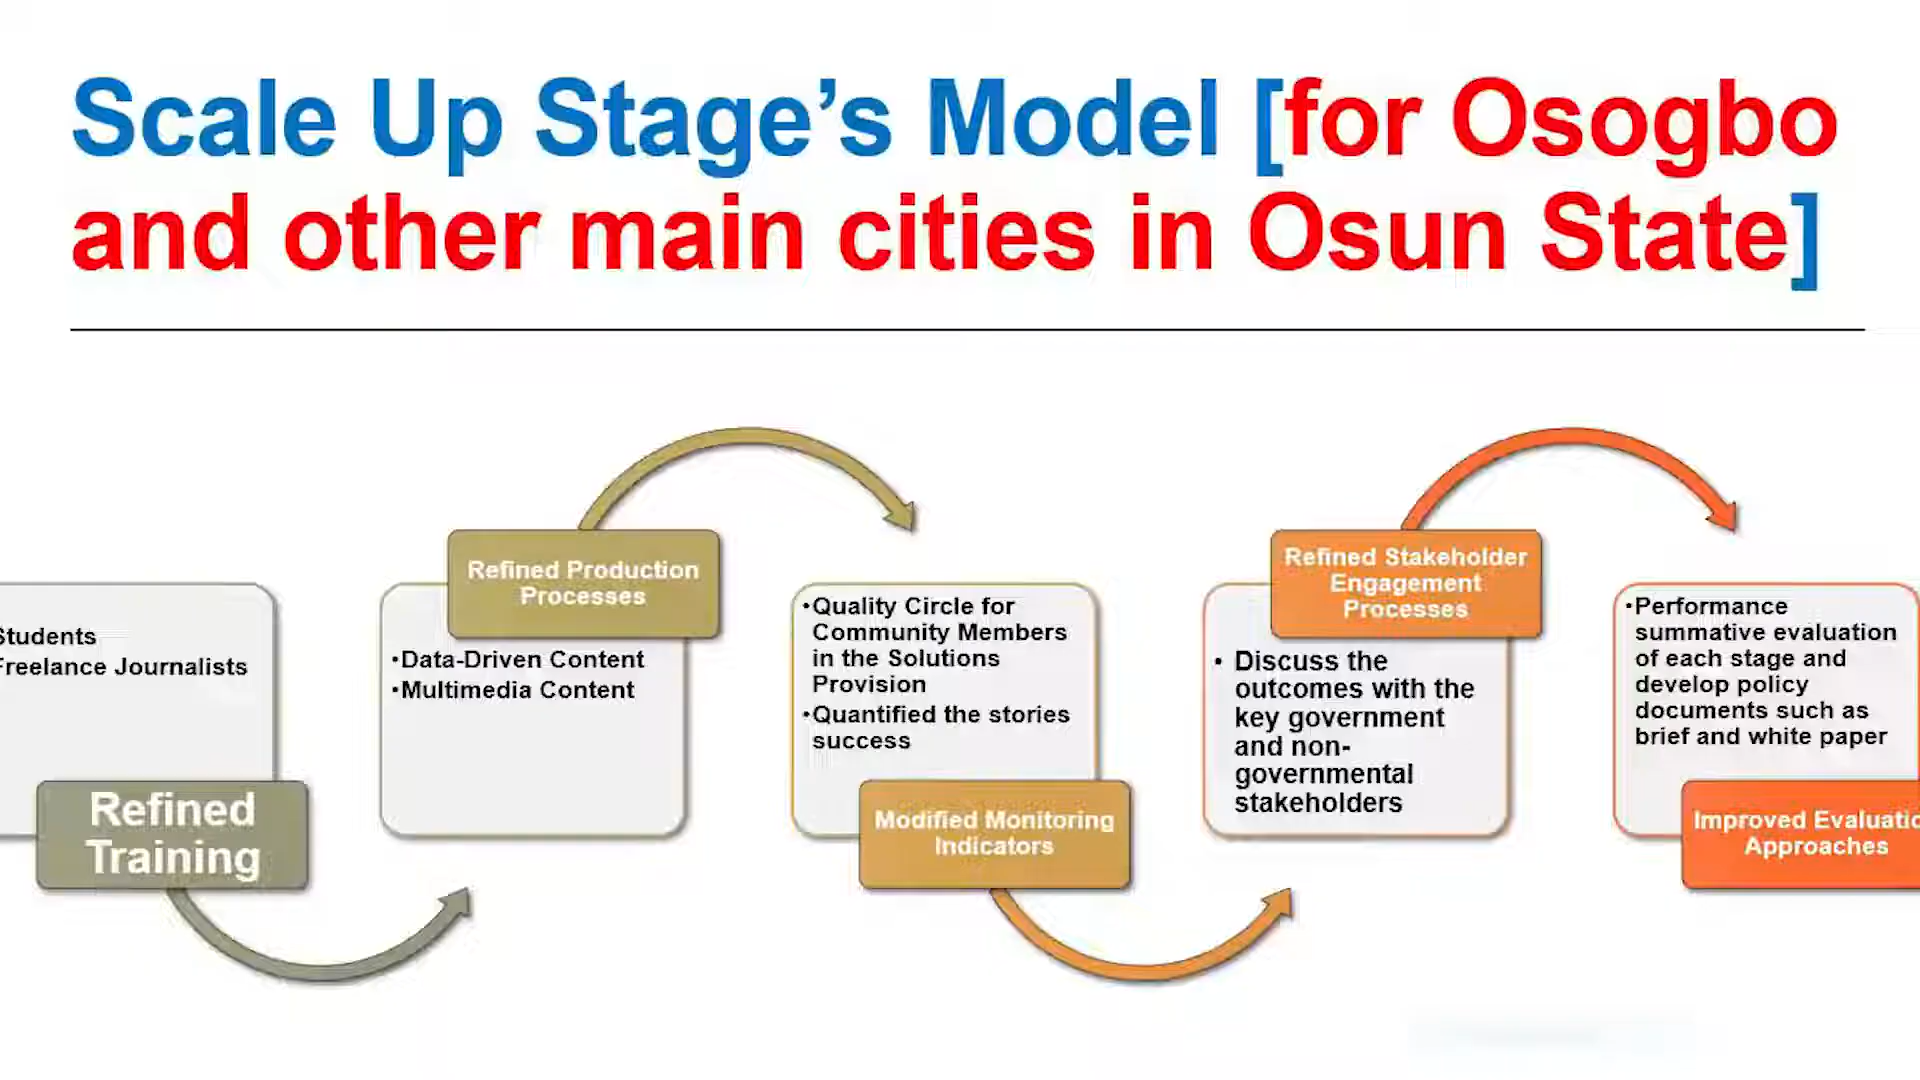 Scale Up Stage’s Model [for Osogbo
and other main cities in Osun State]
Students
Freelance Journalists
Refined
Training
Refined Production
Processes
•Data-Driven Content
•Multimedia Content
•Quality Circle for
Community Members
in the Solutions
Provision
•Quantified the stories
success
Modified Monitoring
Indicators
Refined Stakeholder
Engagement
Processes
• Discuss the
outcomes with the
key government
and non-
governmental
stakeholders
•Performance
summative evaluation
of each stage and
develop policy
documents such as
brief and white paper
Improved Evaluatio
Approaches